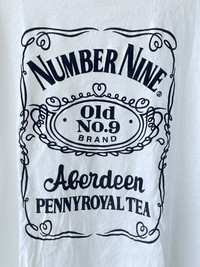 NUMBER NINE
®
Old
No.9
BRAND
Aberdeen
PENNYROYAL TEA